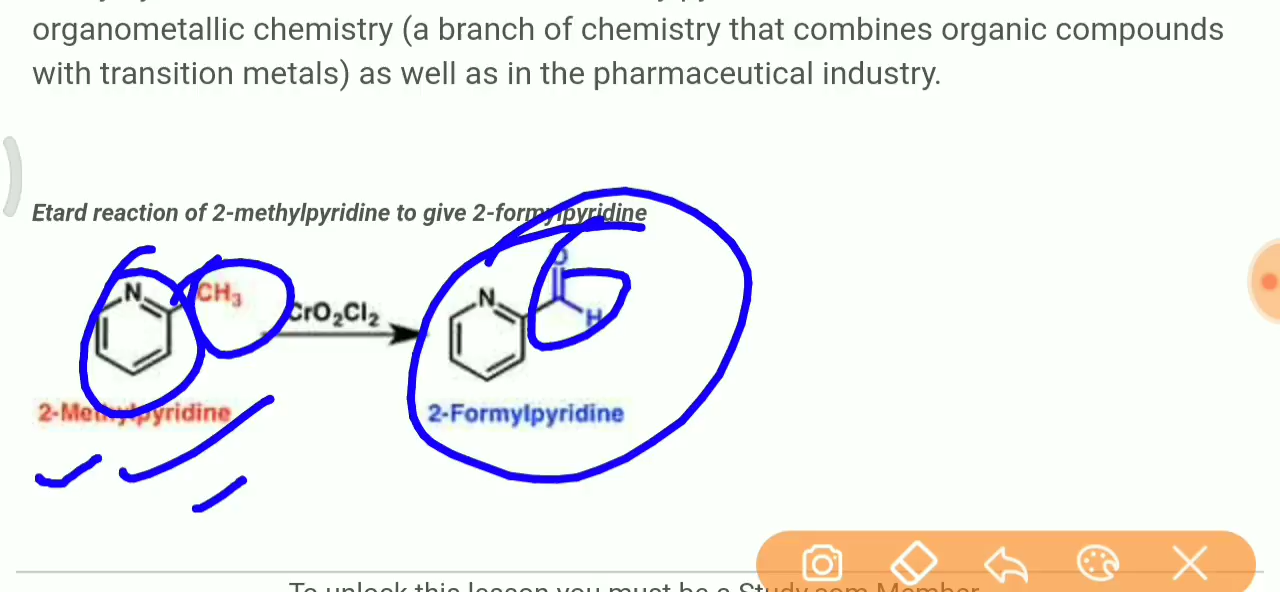 organometallic chemistry (a branch of chemistry that combines organic compounds
with transition metals) as well as in the pharmaceutical industry.
Etard reaction of 2-methylpyridine to give 2-formylpyridine
N CH3 CrO2Cl2 N O H
2-Methylpyridine 2-Formylpyridine
To unlock this lesson you must be a Study.com Member